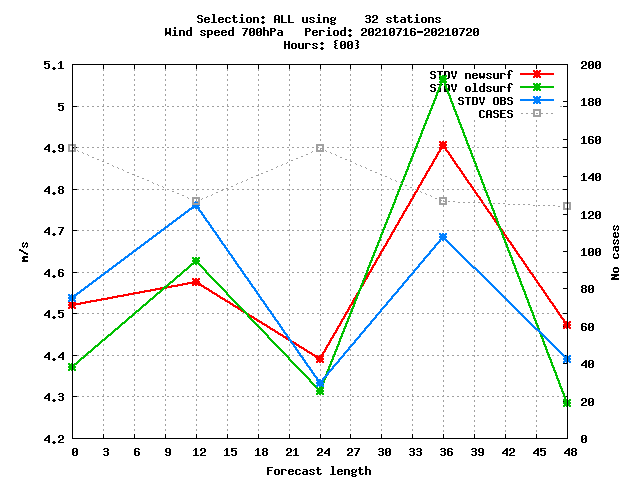 Selection: ALL using    32 stations
Wind speed 700hPa   Period: 20210716-20210720
Hours: {00}
STDV newsurf
STDV oldsurf
STDV OBS
CASES
5.1
5
4.9
4.8
4.7
4.6
4.5
4.4
4.3
4.2
m/s
200
180
160
140
120
100
80
60
40
20
0
No cases
0 3 6 9 12 15 18 21 24 27 30 33 36 39 42 45 48
Forecast length